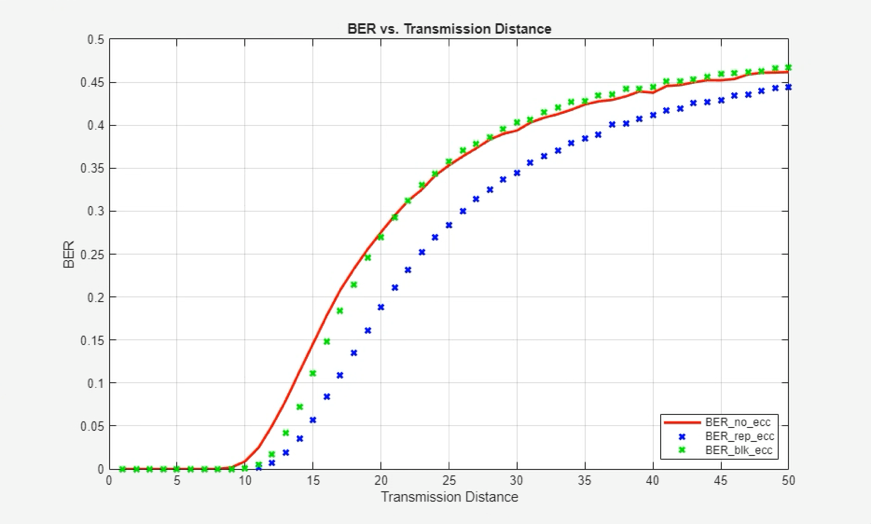 BER vs. Transmission Distance
0.5
0.45
0.4
0.35
0.3
0.25
0.2
0.15
0.1
0.05
0
BER
0 5 10 15 20 25 30 35 40 45 50
Transmission Distance
BER_no_ecc
BER_rep_ecc
BER_blk_ecc